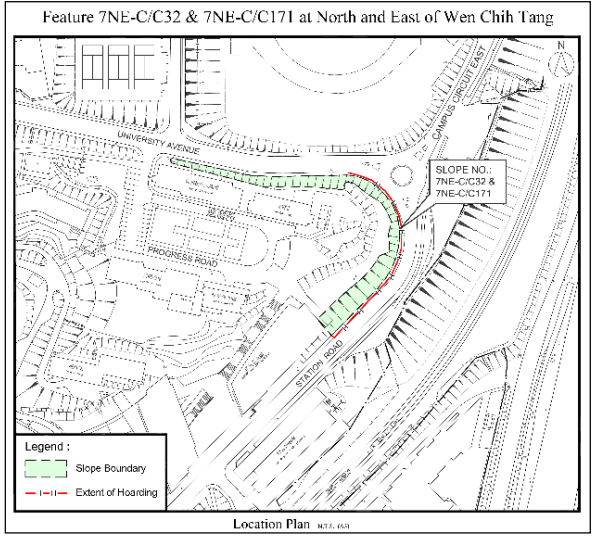 Feature 7NE-C/C32 & 7NE-C/C171 at North and East of Wen Chih Tang
N
CAMPUS CIRCUIT EAST
UNIVERSITY AVENUE
SLOPE NO.:
7NE-C/C32 &
7NE-C/C171
PROGRESS ROAD
STATION ROAD
Legend :
Slope Boundary
Extent of Hoarding
Location Plan